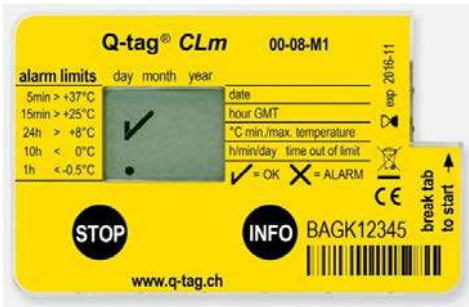 Q-tag® CLm 00-08-M1
alarm limits day month year
5min > +37°C
15min > +25°C
24h > +8°C
10h < 0°C
1h < -0.5°C
date
hour GMT
°C min./max. temperature
h/min/day time out of limit
✓ = OK ✗ = ALARM
exp 2016-11
CE
break tab
to start →
STOP
INFO
BAGK12345
www.q-tag.ch